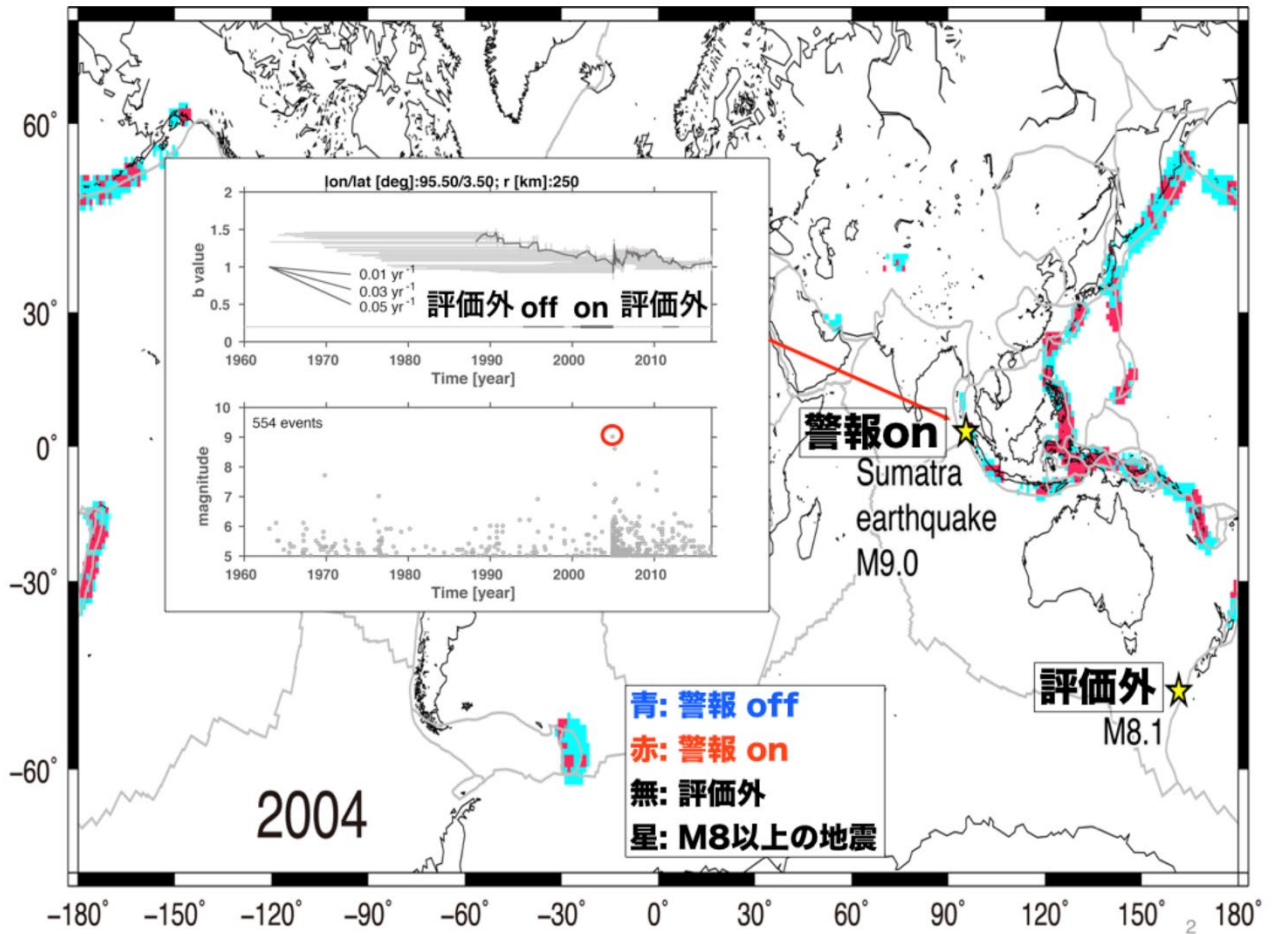 lon/lat [deg]:95.50/3.50; r [km]:250
2
1.5
1
0.5
0
b value
0.01 yr⁻¹
0.03 yr⁻¹
0.05 yr⁻¹
評価外 off on 評価外
1960 1970 1980 1990 2000 2010
Time [year]
10
9
8
7
6
5
magnitude
554 events
1960 1970 1980 1990 2000 2010
Time [year]
60°
30°
0°
−30°
−60°
警報on
Sumatra
earthquake
M9.0
評価外
M8.1
青: 警報 off
赤: 警報 on
無: 評価外
星: M8以上の地震
2004
−180° −150° −120° −90° −60° −30° 0° 30° 60° 90° 120° 150° 180°
2